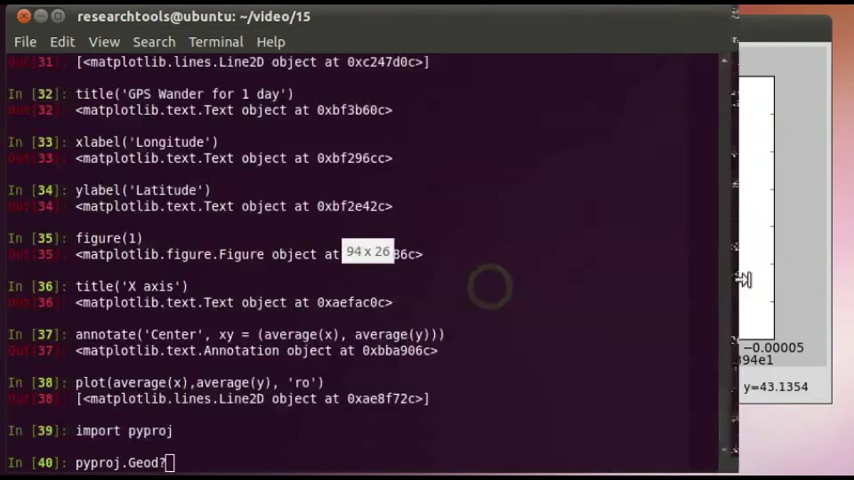 researchtools@ubuntu: ~/video/15
File Edit View Search Terminal Help
Out[31]: [<matplotlib.lines.Line2D object at 0xc247d0c>]
In [32]: title('GPS Wander for 1 day')
Out[32]: <matplotlib.text.Text object at 0xbf3b60c>
In [33]: xlabel('Longitude')
Out[33]: <matplotlib.text.Text object at 0xbf296cc>
In [34]: ylabel('Latitude')
Out[34]: <matplotlib.text.Text object at 0xbf2e42c>
In [35]: figure(1)
Out[35]: <matplotlib.figure.Figure object at 86c>
94 x 26
In [36]: title('X axis')
Out[36]: <matplotlib.text.Text object at 0xaefac0c>
In [37]: annotate('Center', xy = (average(x), average(y)))
Out[37]: <matplotlib.text.Annotation object at 0xbba906c>
In [38]: plot(average(x),average(y), 'ro')
Out[38]: [<matplotlib.lines.Line2D object at 0xae8f72c>]
In [39]: import pyproj
In [40]: pyproj.Geod?
−0.00005
394e1
y=43.1354